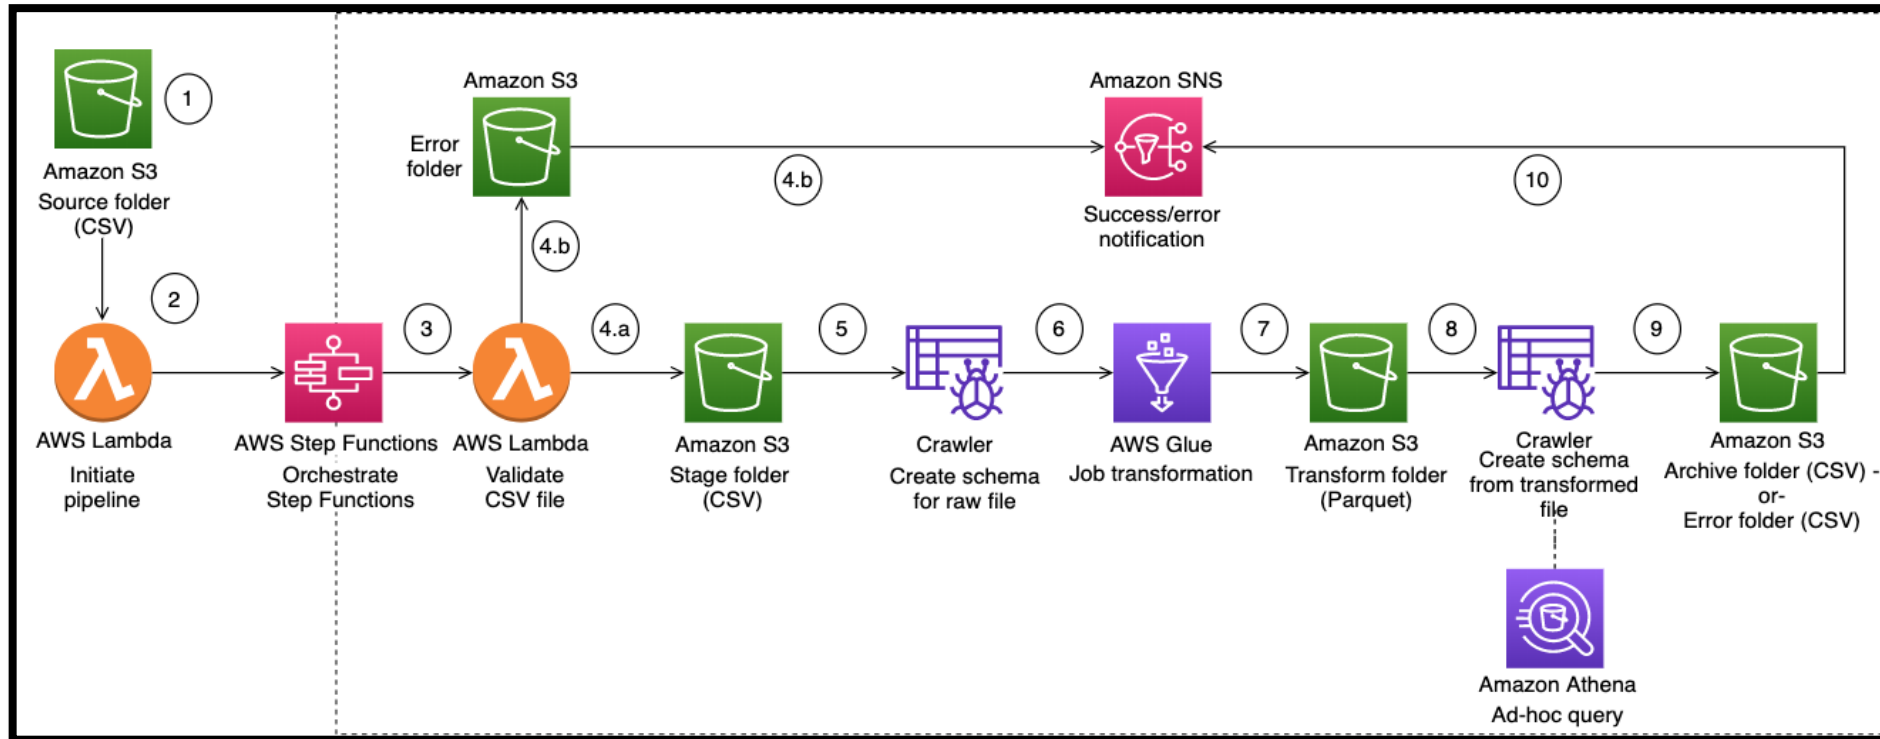 1
Amazon S3
Source folder
(CSV)
2
AWS Lambda
Initiate
pipeline
AWS Step Functions
Orchestrate
Step Functions
3
AWS Lambda
Validate
CSV file
4.b
Amazon S3
Error
folder
4.b
Amazon SNS
Success/error
notification
10
4.a
Amazon S3
Stage folder
(CSV)
5
Crawler
Create schema
for raw file
6
AWS Glue
Job transformation
7
Amazon S3
Transform folder
(Parquet)
8
Crawler
Create schema
from transformed
file
9
Amazon S3
Archive folder (CSV) -
or-
Error folder (CSV)
Amazon Athena
Ad-hoc query